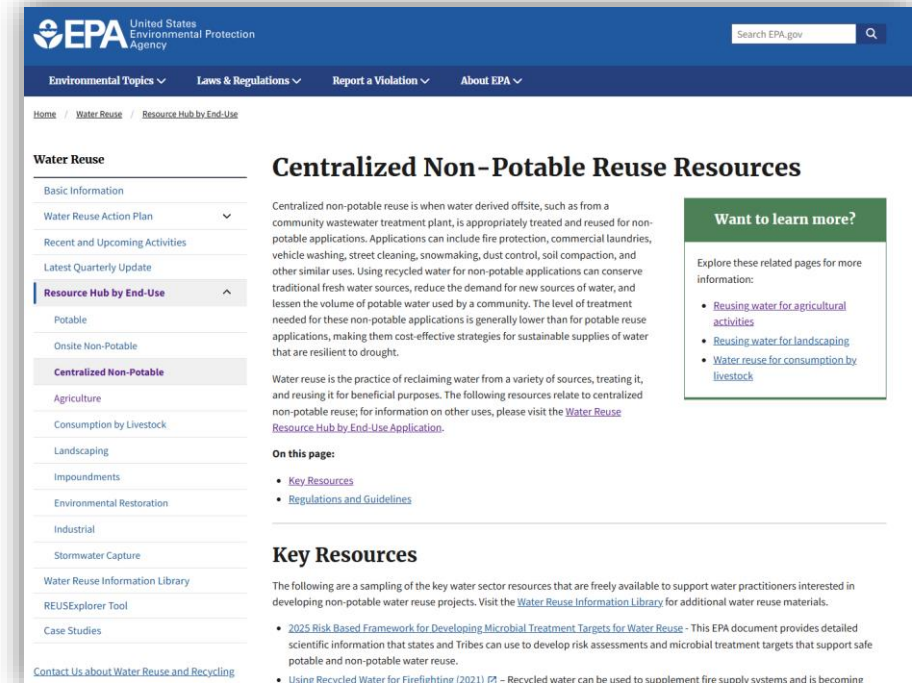 EPA
United States
Environmental Protection
Agency
Search EPA.gov
Environmental Topics
Laws & Regulations
Report a Violation
About EPA
Home / Water Reuse / Resource Hub by End-Use
Water Reuse
Basic Information
Water Reuse Action Plan
Recent and Upcoming Activities
Latest Quarterly Update
Resource Hub by End-Use
Potable
Onsite Non-Potable
Centralized Non-Potable
Agriculture
Consumption by Livestock
Landscaping
Impoundments
Environmental Restoration
Industrial
Stormwater Capture
Water Reuse Information Library
REUSExplorer Tool
Case Studies
Contact Us about Water Reuse and Recycling
Centralized Non-Potable Reuse Resources
Centralized non-potable reuse is when water derived offsite, such as from a
community wastewater treatment plant, is appropriately treated and reused for non-
potable applications. Applications can include fire protection, commercial laundries,
vehicle washing, street cleaning, snowmaking, dust control, soil compaction, and
other similar uses. Using recycled water for non-potable applications can conserve
traditional fresh water sources, reduce the demand for new sources of water, and
lessen the volume of potable water used by a community. The level of treatment
needed for these non-potable applications is generally lower than for potable reuse
applications, making them cost-effective strategies for sustainable supplies of water
that are resilient to drought.
Water reuse is the practice of reclaiming water from a variety of sources, treating it,
and reusing it for beneficial purposes. The following resources relate to centralized
non-potable reuse; for information on other uses, please visit the Water Reuse
Resource Hub by End-Use Application.
Want to learn more?
Explore these related pages for more
information:
• Reusing water for agricultural
activities
• Reusing water for landscaping
• Water reuse for consumption by
livestock
On this page:
• Key Resources
• Regulations and Guidelines
Key Resources
The following are a sampling of the key water sector resources that are freely available to support water practitioners interested in
developing non-potable water reuse projects. Visit the Water Reuse Information Library for additional water reuse materials.
• 2025 Risk Based Framework for Developing Microbial Treatment Targets for Water Reuse - This EPA document provides detailed
scientific information that states and Tribes can use to develop risk assessments and microbial treatment targets that support safe
potable and non-potable water reuse.
• Using Recycled Water for Firefighting (2021) – Recycled water can be used to supplement fire supply systems and is becoming